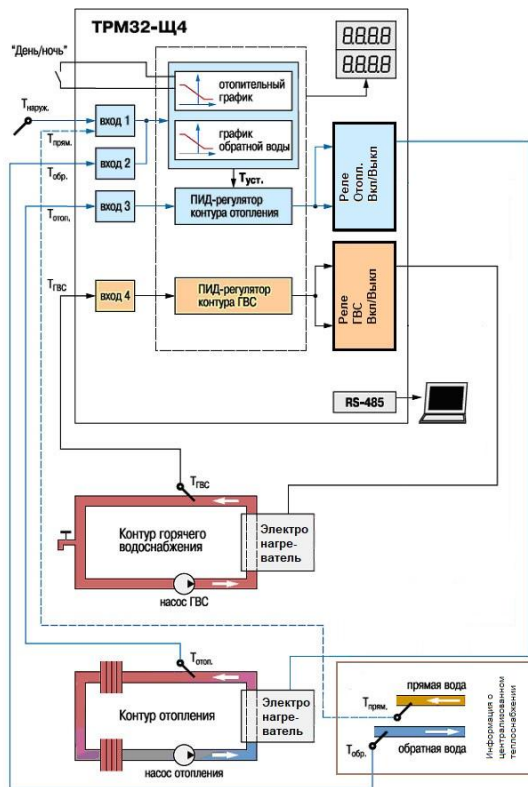 ТРМ32-Щ4
8.8.8.8
8.8.8.8
"День/ночь"
отопительный
график
Тнаруж.
вход 1
Тпрям.
график
обратной воды
вход 2
Тобр.
Туст.
Реле
Отопл.
Вкл/Выкл
вход 3
Тотоп.
ПИД-регулятор
контура отопления
ТГВС
вход 4
ПИД-регулятор
контура ГВС
Реле
ГВС
Вкл/Выкл
RS-485
ТГВС
Контур горячего
водоснабжения
Электро
нагре-
ватель
насос ГВС
Тотоп.
Контур отопления
Электро
нагре-
ватель
насос отопления
прямая вода
Тпрям.
Тобр.
обратная вода
Информация о
централизованном
теплоснабжении